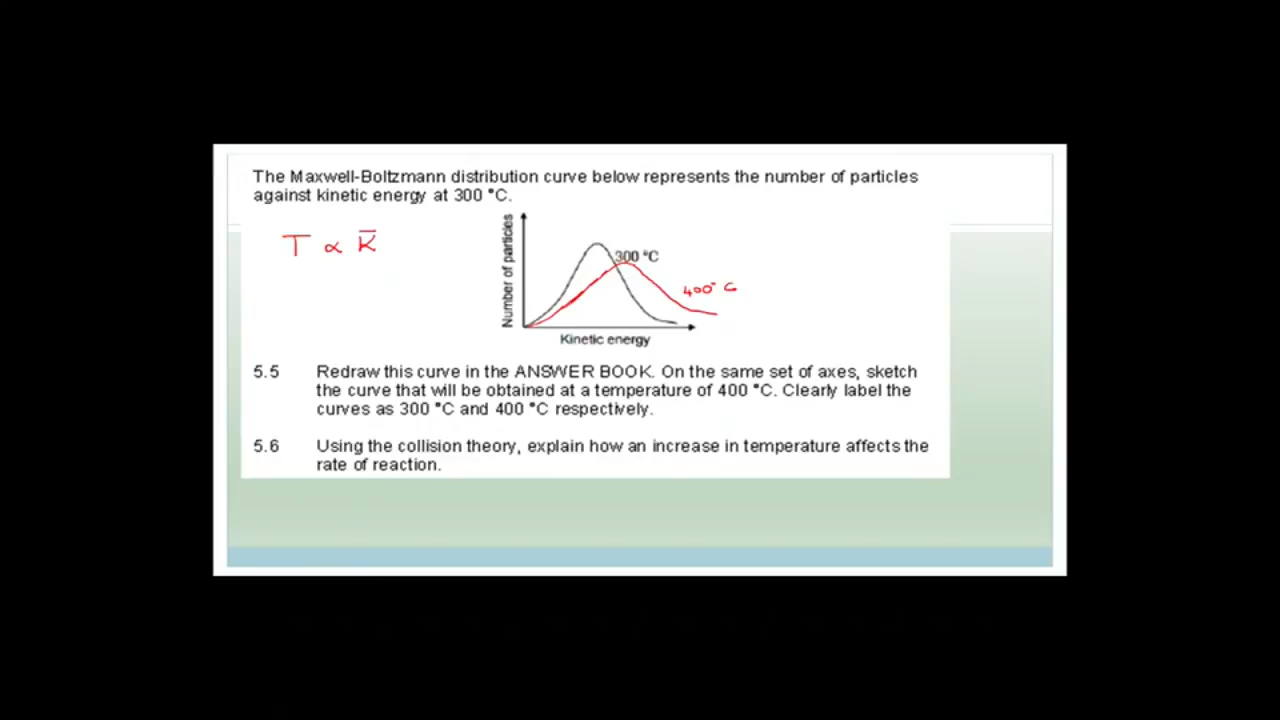 The Maxwell-Boltzmann distribution curve below represents the number of particles
against kinetic energy at 300 °C.
T ∝ K̅
Number of particles
300 °C
400° C
Kinetic energy
5.5 Redraw this curve in the ANSWER BOOK. On the same set of axes, sketch
the curve that will be obtained at a temperature of 400 °C. Clearly label the
curves as 300 °C and 400 °C respectively.
5.6 Using the collision theory, explain how an increase in temperature affects the
rate of reaction.